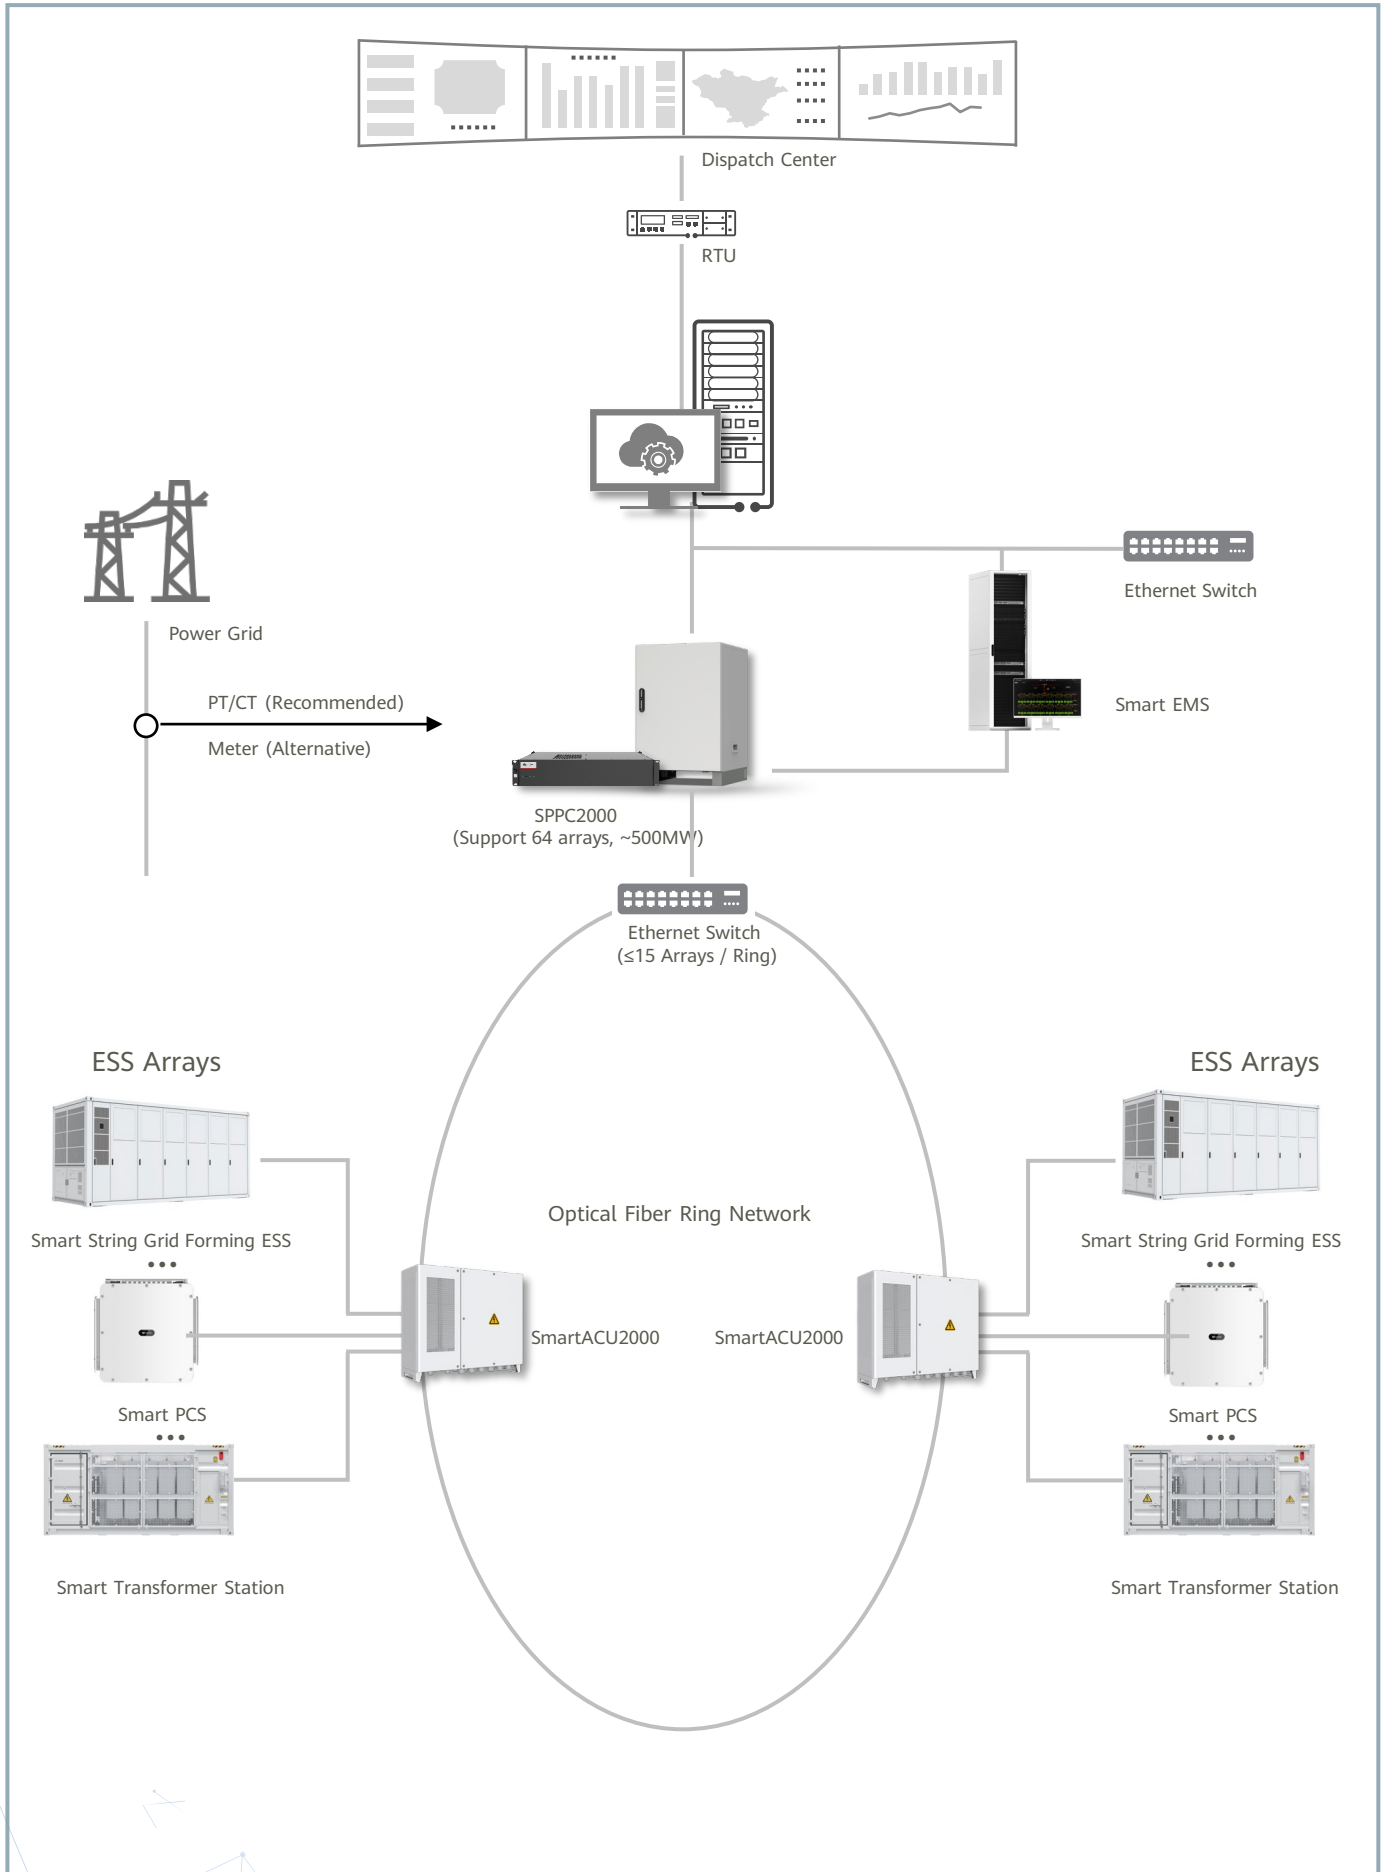 Dispatch Center
RTU
Ethernet Switch
Power Grid
PT/CT (Recommended)
Meter (Alternative)
Smart EMS
SPPC2000
(Support 64 arrays, ~500MW)
Ethernet Switch
(≤15 Arrays / Ring)
ESS Arrays
ESS Arrays
Optical Fiber Ring Network
Smart String Grid Forming ESS
Smart String Grid Forming ESS
SmartACU2000
SmartACU2000
Smart PCS
Smart PCS
Smart Transformer Station
Smart Transformer Station